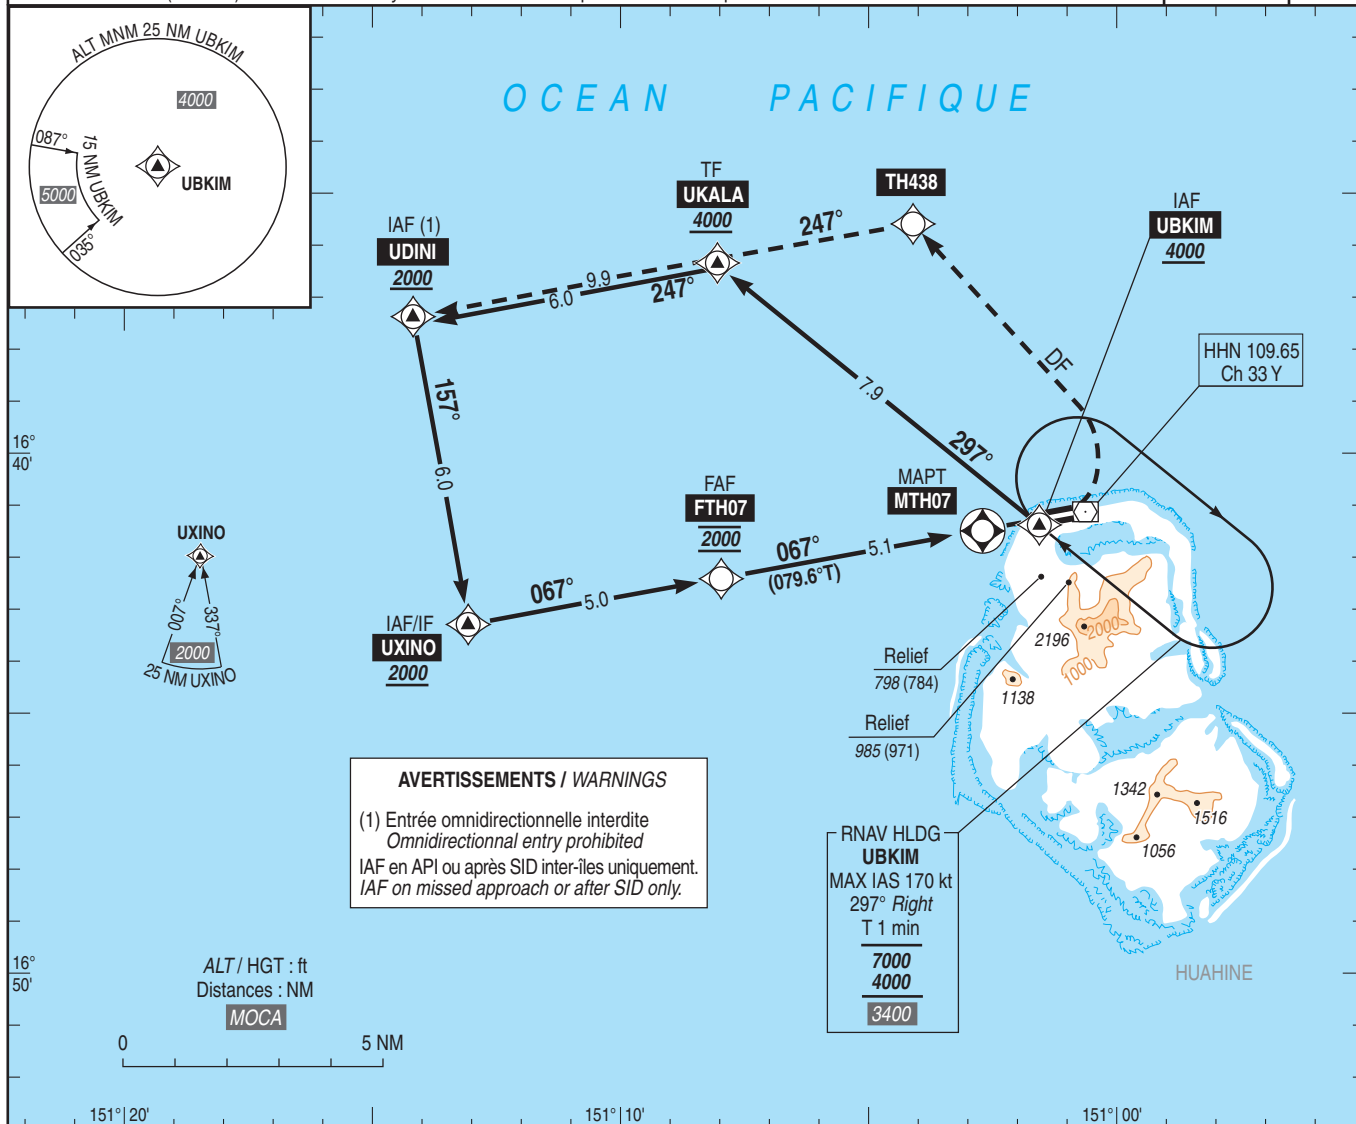 ALT MNM 25 NM UBKIM
4000
087°
15 NM UBKIM
5000
UBKIM
035°
OCEAN PACIFIQUE
TF
UKALA
4000
TH438
IAF
UBKIM
4000
IAF (1)
UDINI
2000
247°
9.9
6.0
247°
DF
HHN 109.65
Ch 33 Y
7.9
157°
297°
16°
40'
6.0
FAF
FTH07
2000
MAPT
MTH07
UXINO
067°
(079.6°T)
5.1
067°
5.0
007°
337°
2000
25 NM UXINO
IAF/IF
UXINO
2000
2196
2000
1000
Relief
798 (784)
1138
Relief
985 (971)
AVERTISSEMENTS / WARNINGS
(1) Entrée omnidirectionnelle interdite
Omnidirectionnal entry prohibited
IAF en API ou après SID inter-îles uniquement.
IAF on missed approach or after SID only.
1342
1516
1056
RNAV HLDG
UBKIM
MAX IAS 170 kt
297° Right
T 1 min
7000
4000
3400
HUAHINE
16°
50'
ALT / HGT : ft
Distances : NM
MOCA
0 5 NM
151° 20' 151° 10' 151° 00'